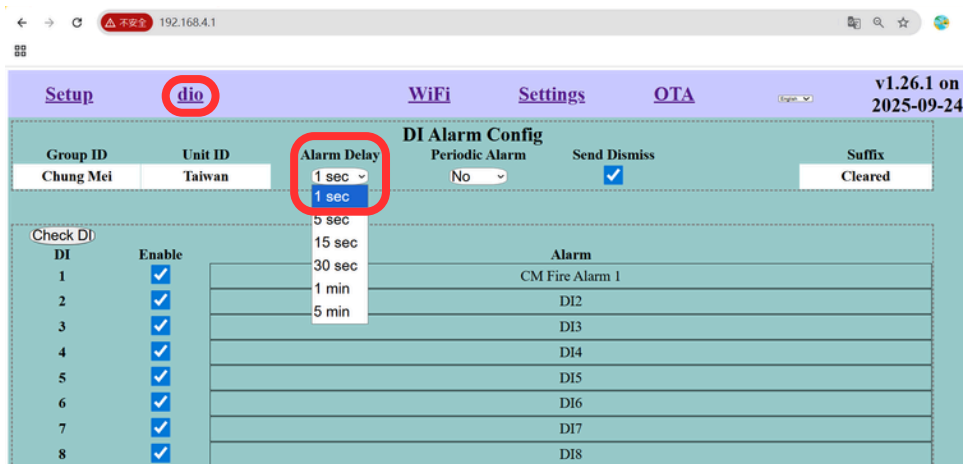 不安全 192.168.4.1
Setup dio WiFi Settings OTA English v1.26.1 on
2025-09-24
DI Alarm Config
Group ID Unit ID Alarm Delay Periodic Alarm Send Dismiss Suffix
Chung Mei Taiwan 1 sec No Cleared
1 sec
5 sec
15 sec
30 sec
1 min
5 min
Check DI
DI Enable Alarm
1 CM Fire Alarm 1
2 DI2
3 DI3
4 DI4
5 DI5
6 DI6
7 DI7
8 DI8